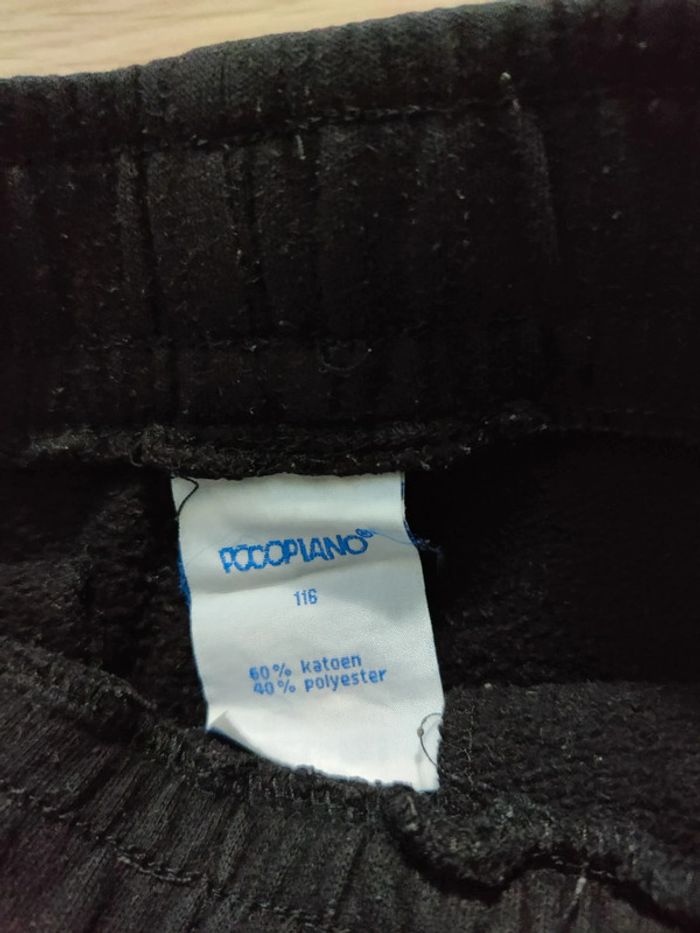 POCOPIANO®
116
60% katoen
40% polyester